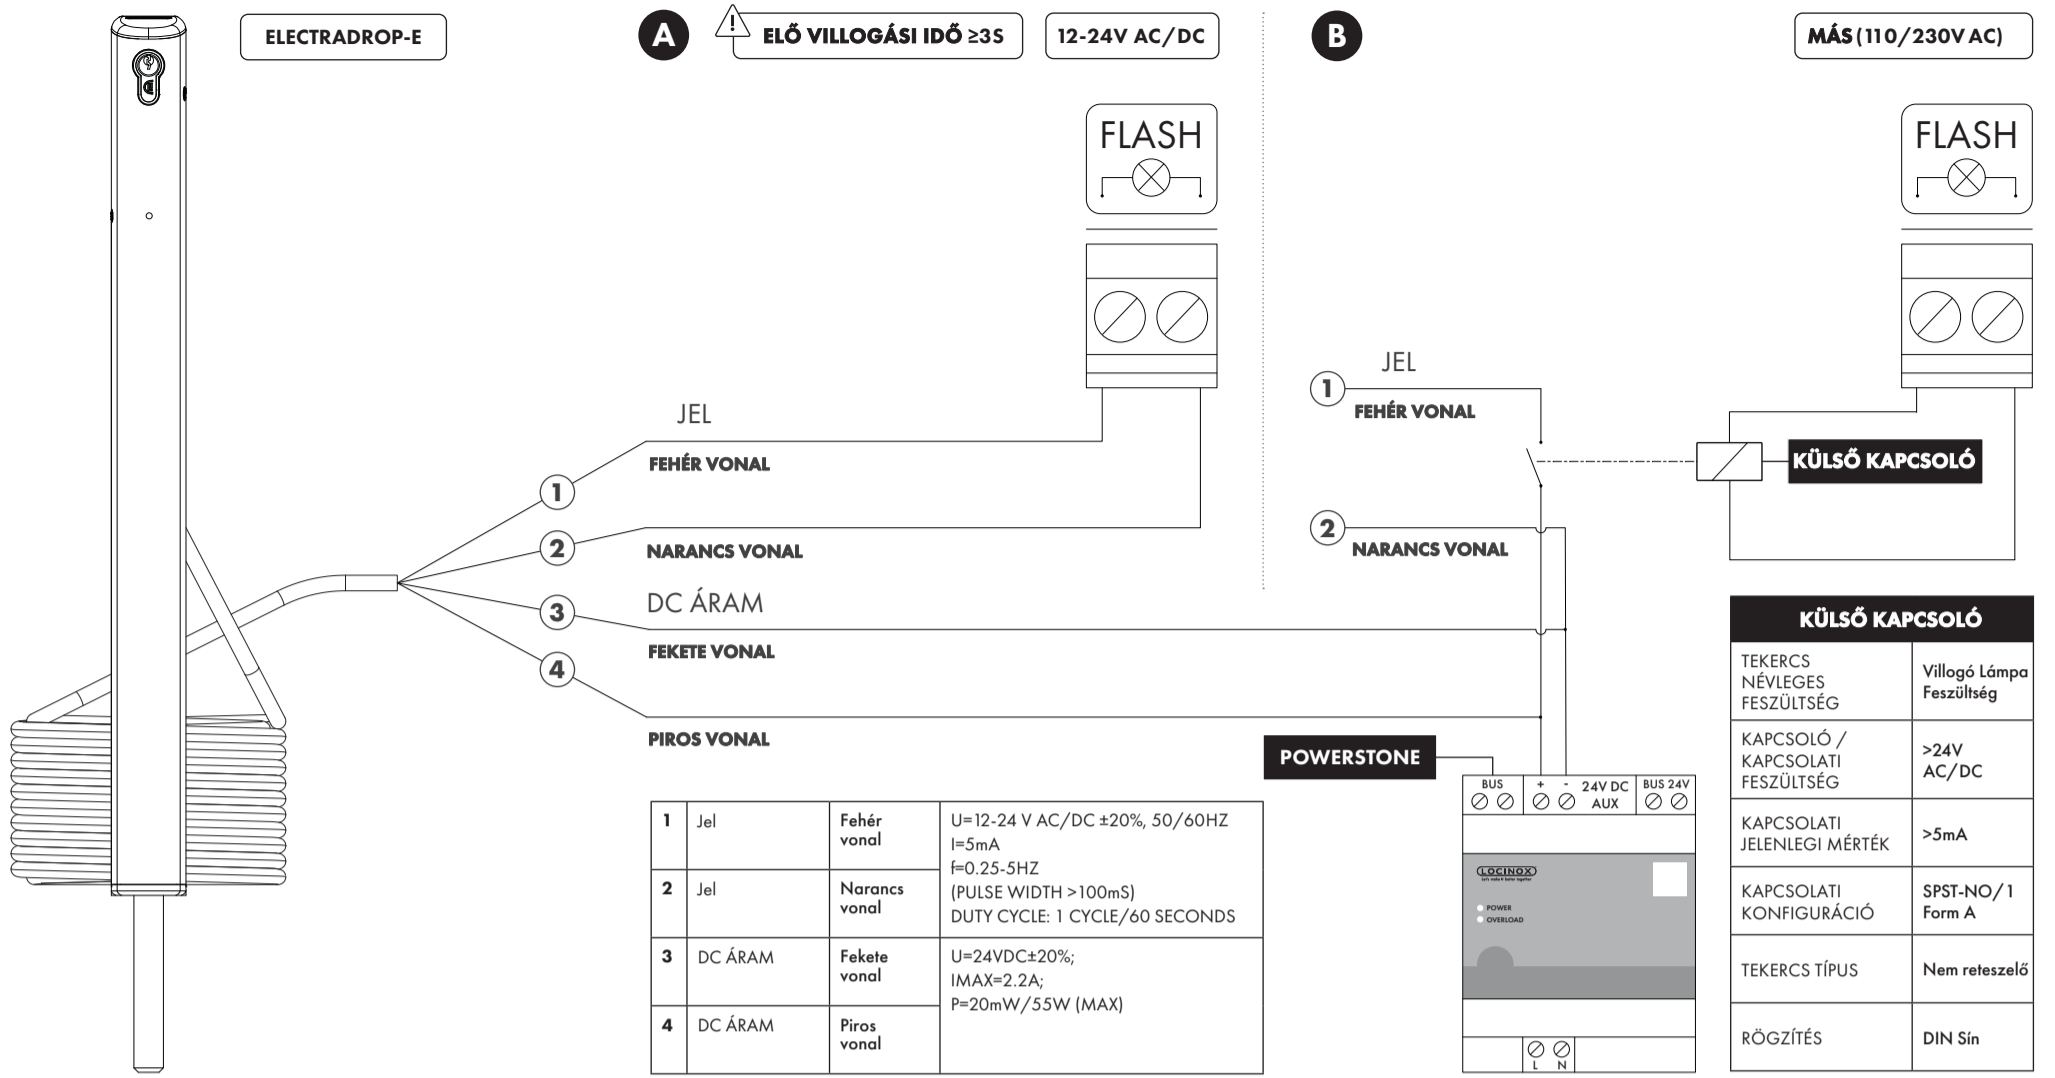 ELECTRADROP-E
A
ELŐ VILLOGÁSI IDŐ ≥3S
12-24V AC/DC
FLASH
JEL
FEHÉR VONAL
1
2
NARANCS VONAL
3
DC ÁRAM
FEKETE VONAL
4
PIROS VONAL
B
MÁS (110/230V AC)
FLASH
JEL
1
FEHÉR VONAL
KÜLSŐ KAPCSOLÓ
2
NARANCS VONAL
POWERSTONE
BUS
+ -
24V DC
AUX
BUS 24V
LOCINOX
Let's make it better together
POWER
OVERLOAD
L N
1 Jel Fehér
vonal
U=12-24 V AC/DC ±20%, 50/60HZ
I=5mA
f=0.25-5HZ
(PULSE WIDTH >100mS)
DUTY CYCLE: 1 CYCLE/60 SECONDS
2 Jel Narancs
vonal
3 DC ÁRAM Fekete
vonal
U=24VDC±20%;
IMAX=2.2A;
P=20mW/55W (MAX)
4 DC ÁRAM Piros
vonal
KÜLSŐ KAPCSOLÓ
TEKERCS
NÉVLEGES
FESZÜLTSÉG
Villogó Lámpa
Feszültség
KAPCSOLÓ /
KAPCSOLATI
FESZÜLTSÉG
>24V
AC/DC
KAPCSOLATI
JELENLEGI MÉRTÉK
>5mA
KAPCSOLATI
KONFIGURÁCIÓ
SPST-NO/1
Form A
TEKERCS TÍPUS
Nem reteszelő
RÖGZÍTÉS
DIN Sín